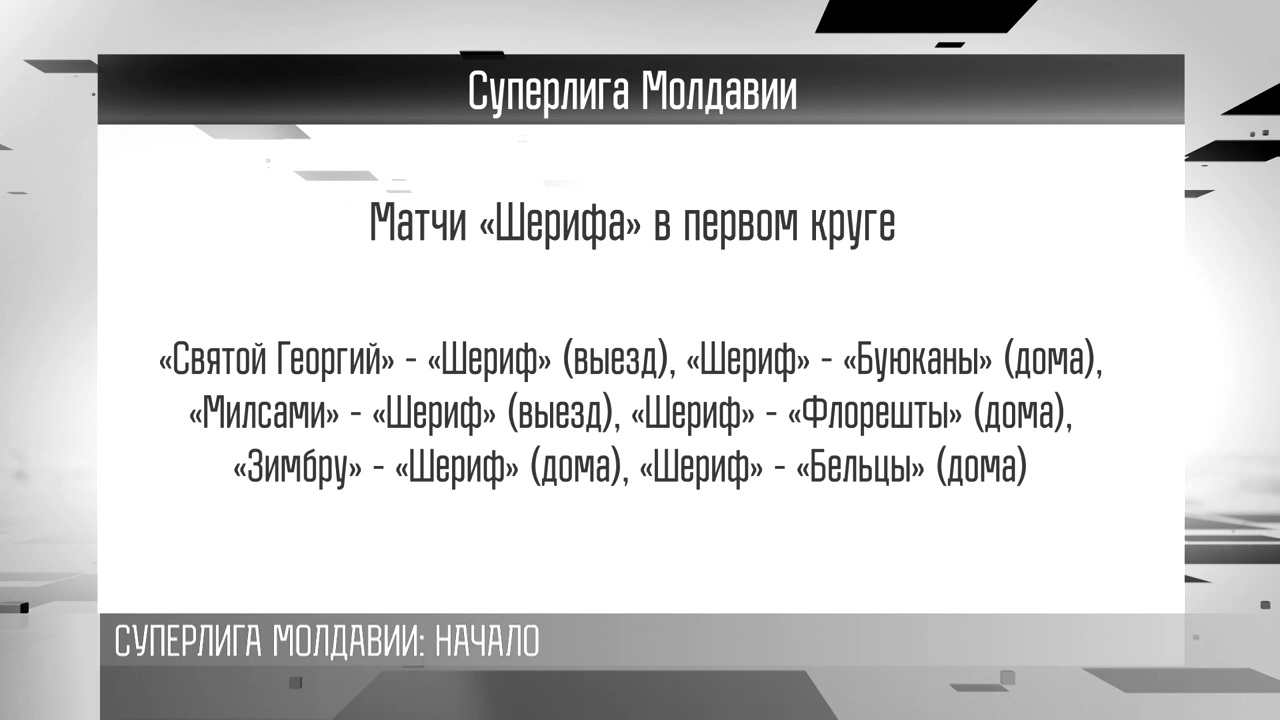 Суперлига Молдавии
Матчи «Шерифа» в первом круге
«Святой Георгий» - «Шериф» (выезд), «Шериф» - «Буюканы» (дома),
«Милсами» - «Шериф» (выезд), «Шериф» - «Флорешты» (дома),
«Зимбру» - «Шериф» (дома), «Шериф» - «Бельцы» (дома)
СУПЕРЛИГА МОЛДАВИИ: НАЧАЛО